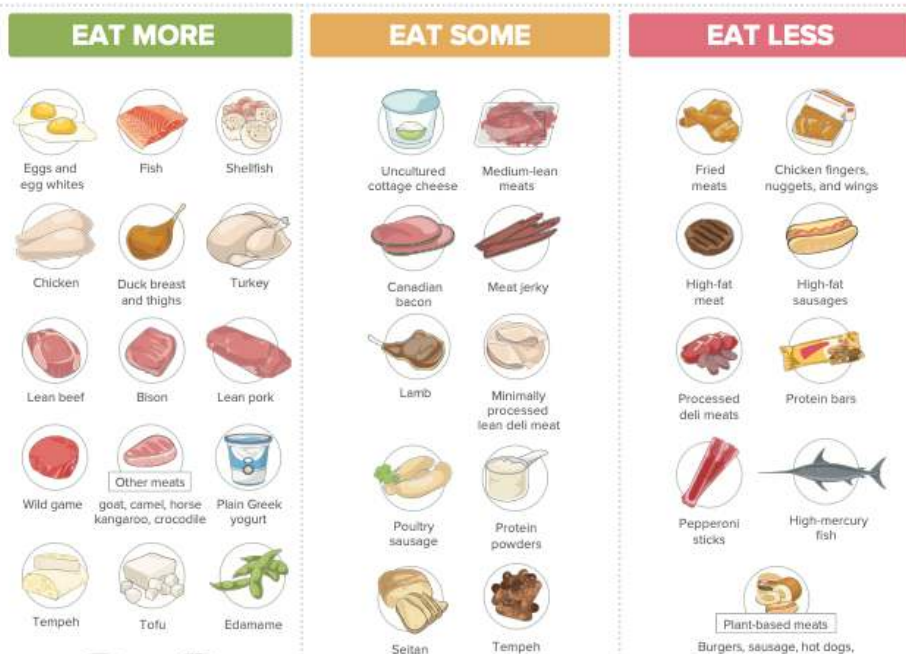 EAT MORE
EAT SOME
EAT LESS
Eggs and
egg whites
Fish
Shellfish
Uncultured
cottage cheese
Medium-lean
meats
Fried
meats
Chicken fingers,
nuggets, and wings
Chicken
Duck breast
and thighs
Turkey
Canadian
bacon
Meat jerky
High-fat
meat
High-fat
sausages
Lean beef
Bison
Lean pork
Lamb
Minimally
processed
lean deli meat
Processed
deli meats
Protein bars
Wild game
Other meats
goat, camel, horse
kangaroo, crocodile
Plain Greek
yogurt
Poultry
sausage
Protein
powders
Pepperoni
sticks
High-mercury
fish
Tempeh
Tofu
Edamame
Seitan
Tempeh
Plant-based meats
Burgers, sausage, hot dogs,